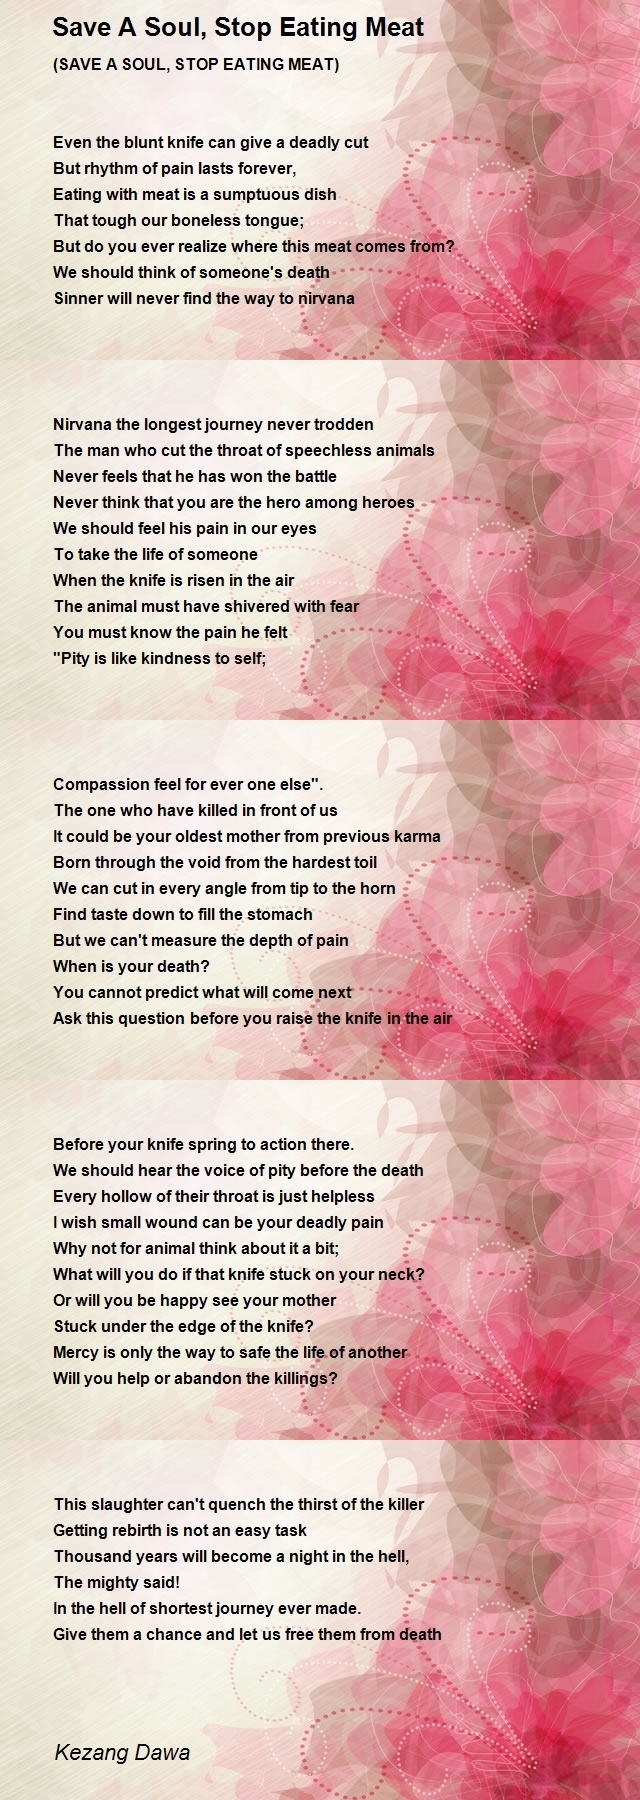 Save A Soul, Stop Eating Meat
(SAVE A SOUL, STOP EATING MEAT)
Even the blunt knife can give a deadly cut
But rhythm of pain lasts forever,
Eating with meat is a sumptuous dish
That tough our boneless tongue;
But do you ever realize where this meat comes from?
We should think of someone's death
Sinner will never find the way to nirvana
Nirvana the longest journey never trodden
The man who cut the throat of speechless animals
Never feels that he has won the battle
Never think that you are the hero among heroes
We should feel his pain in our eyes
To take the life of someone
When the knife is risen in the air
The animal must have shivered with fear
You must know the pain he felt
"Pity is like kindness to self;
Compassion feel for ever one else".
The one who have killed in front of us
It could be your oldest mother from previous karma
Born through the void from the hardest toil
We can cut in every angle from tip to the horn
Find taste down to fill the stomach
But we can't measure the depth of pain
When is your death?
You cannot predict what will come next
Ask this question before you raise the knife in the air
Before your knife spring to action there.
We should hear the voice of pity before the death
Every hollow of their throat is just helpless
I wish small wound can be your deadly pain
Why not for animal think about it a bit;
What will you do if that knife stuck on your neck?
Or will you be happy see your mother
Stuck under the edge of the knife?
Mercy is only the way to safe the life of another
Will you help or abandon the killings?
This slaughter can't quench the thirst of the killer
Getting rebirth is not an easy task
Thousand years will become a night in the hell,
The mighty said!
In the hell of shortest journey ever made.
Give them a chance and let us free them from death
Kezang Dawa